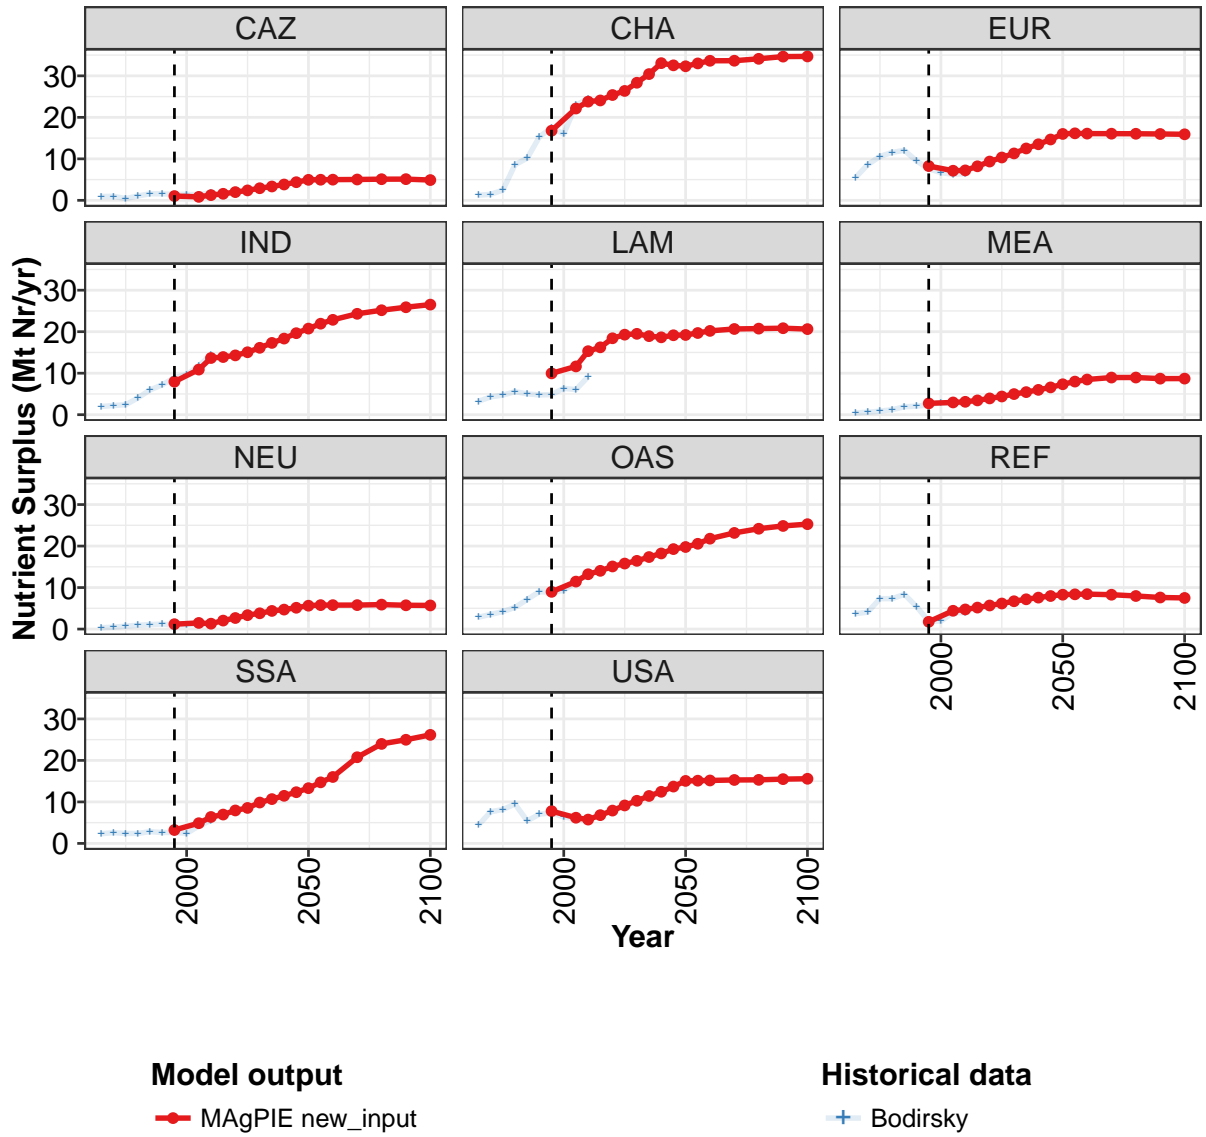 CAZ CHA EUR
30
20
10
0
IND LAM MEA
30
20
10
0
NEU OAS REF
30
20
10
0
2000 2050 2100
SSA USA
30
20
10
0
2000 2050 2100 2000 2050 2100
Nutrient Surplus (Mt Nr/yr)
Year
Model output Historical data
MAgPIE new_input Bodirsky